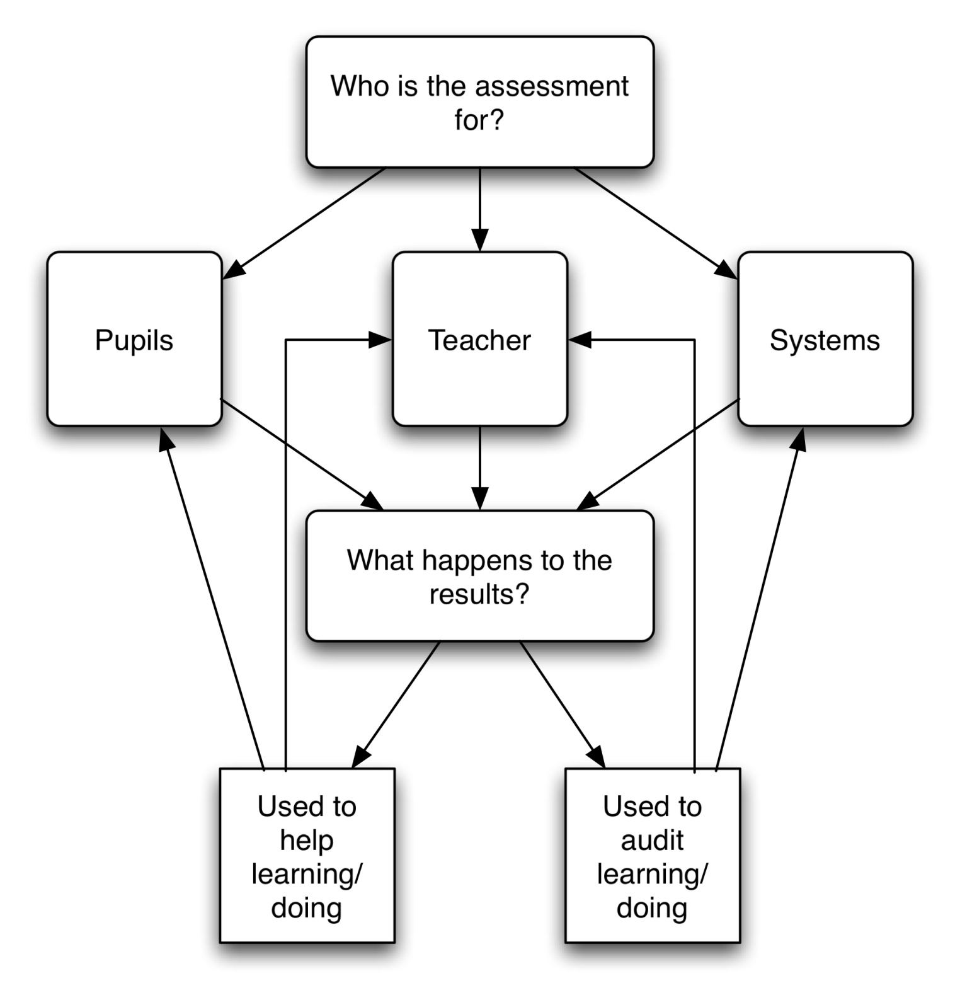 Who is the assessment
for?
Pupils
Teacher
Systems
What happens to the
results?
Used to
help
learning/
doing
Used to
audit
learning/
doing